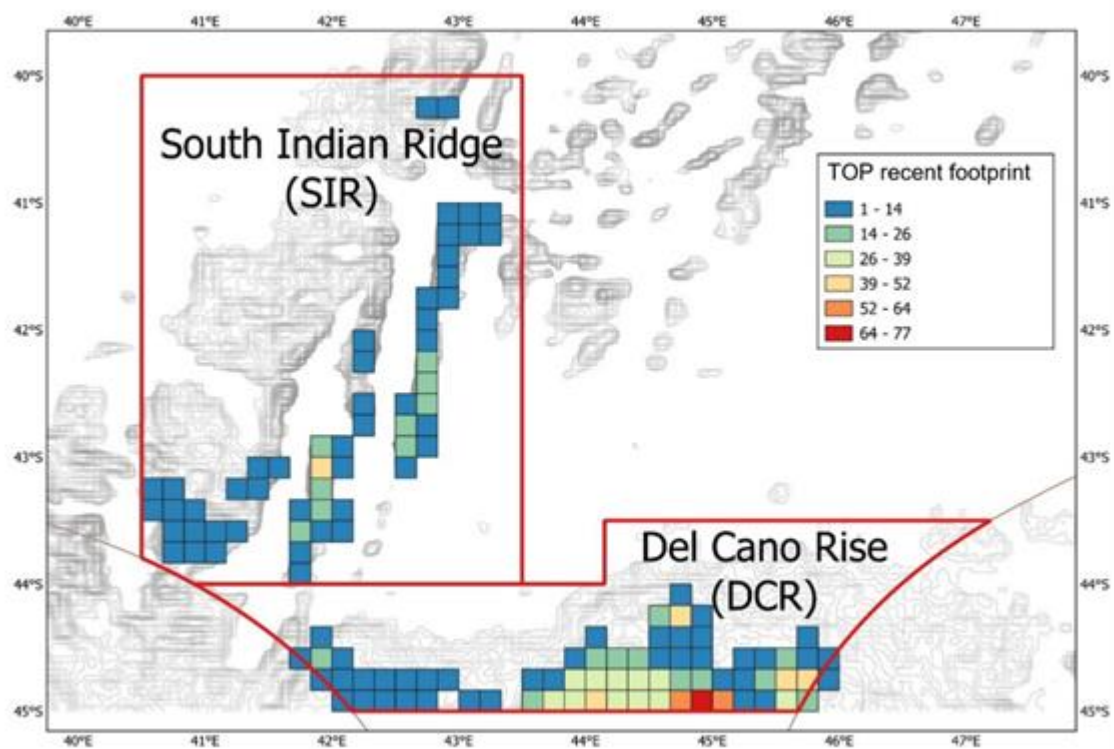 40°E 41°E 42°E 43°E 44°E 45°E 46°E 47°E
40°S 40°S
South Indian Ridge
(SIR)
TOP recent footprint
1 - 14
14 - 26
26 - 39
39 - 52
52 - 64
64 - 77
41°S 41°S
42°S 42°S
43°S 43°S
Del Cano Rise
(DCR)
44°S 44°S
45°S 45°S
40°E 41°E 42°E 43°E 44°E 45°E 46°E 47°E